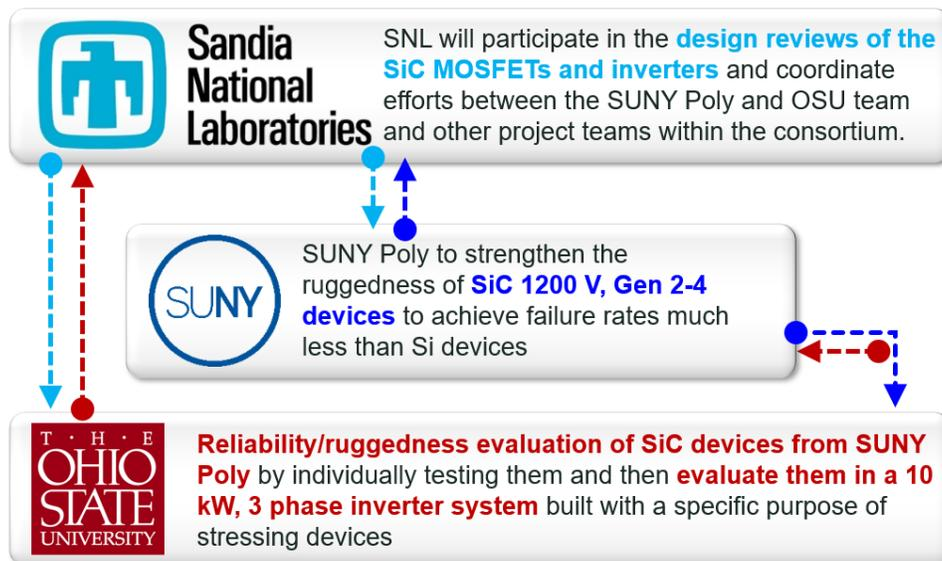 Sandia
National
Laboratories
SNL will participate in the design reviews of the
SiC MOSFETs and inverters and coordinate
efforts between the SUNY Poly and OSU team
and other project teams within the consortium.
SUNY
SUNY Poly to strengthen the
ruggedness of SiC 1200 V, Gen 2-4
devices to achieve failure rates much
less than Si devices
T · H · E
OHIO
STATE
UNIVERSITY
Reliability/ruggedness evaluation of SiC devices from SUNY
Poly by individually testing them and then evaluate them in a 10
kW, 3 phase inverter system built with a specific purpose of
stressing devices